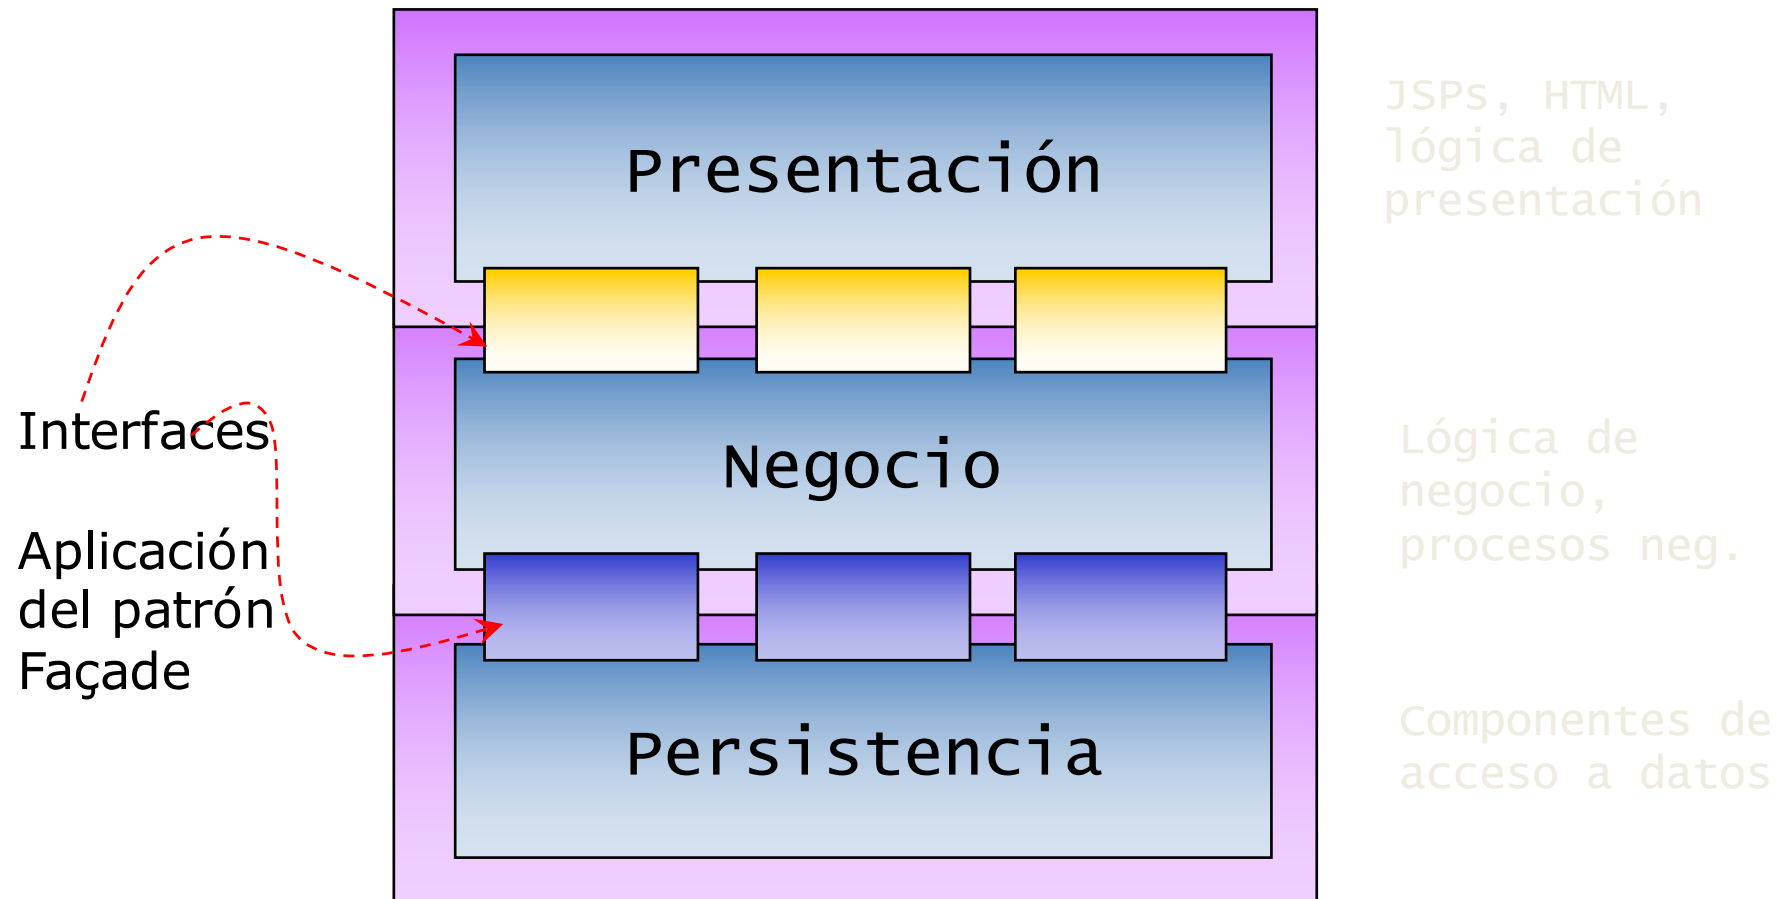 Presentación
JSPs, HTML,
lógica de
presentación
Interfaces
Negocio
Lógica de
negocio,
procesos neg.
Aplicación
del patrón
Façade
Persistencia
Componentes de
acceso a datos